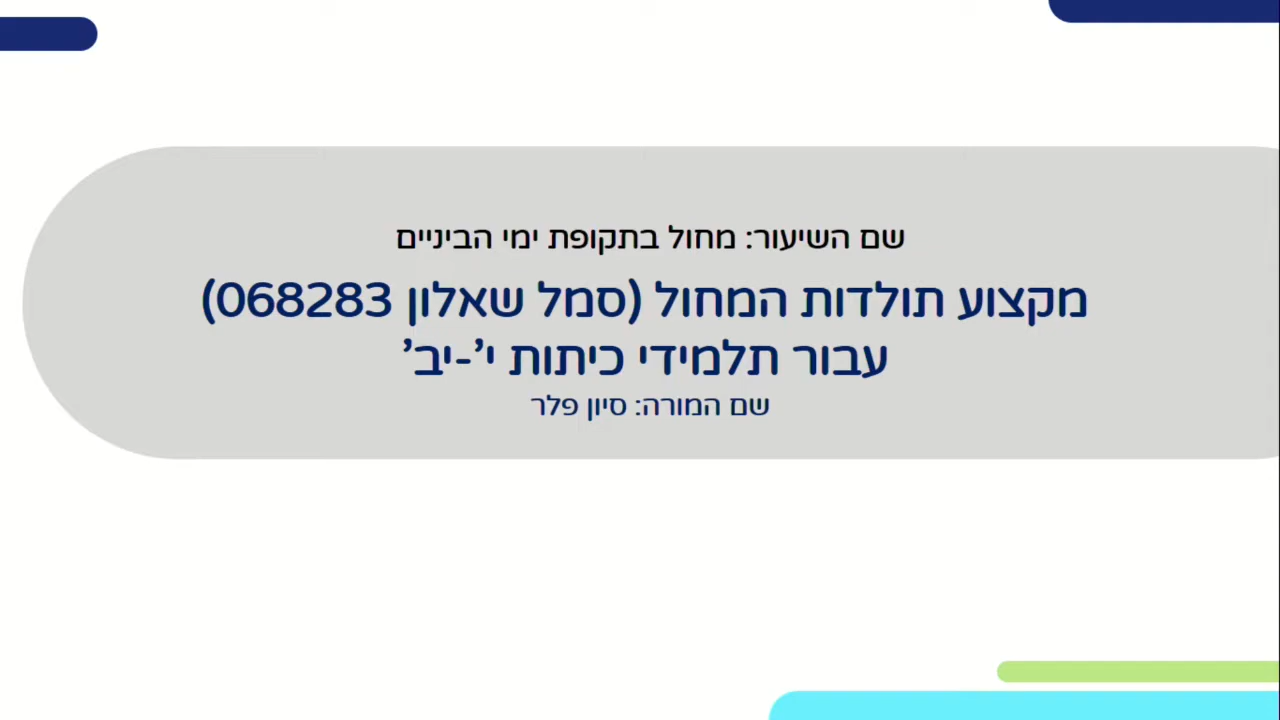 שם השיעור: מחול בתקופת ימי הביניים
מקצוע תולדות המחול (סמל שאלון 068283)
עבור תלמידי כיתות י'-יב'
שם המורה: סיון פלר